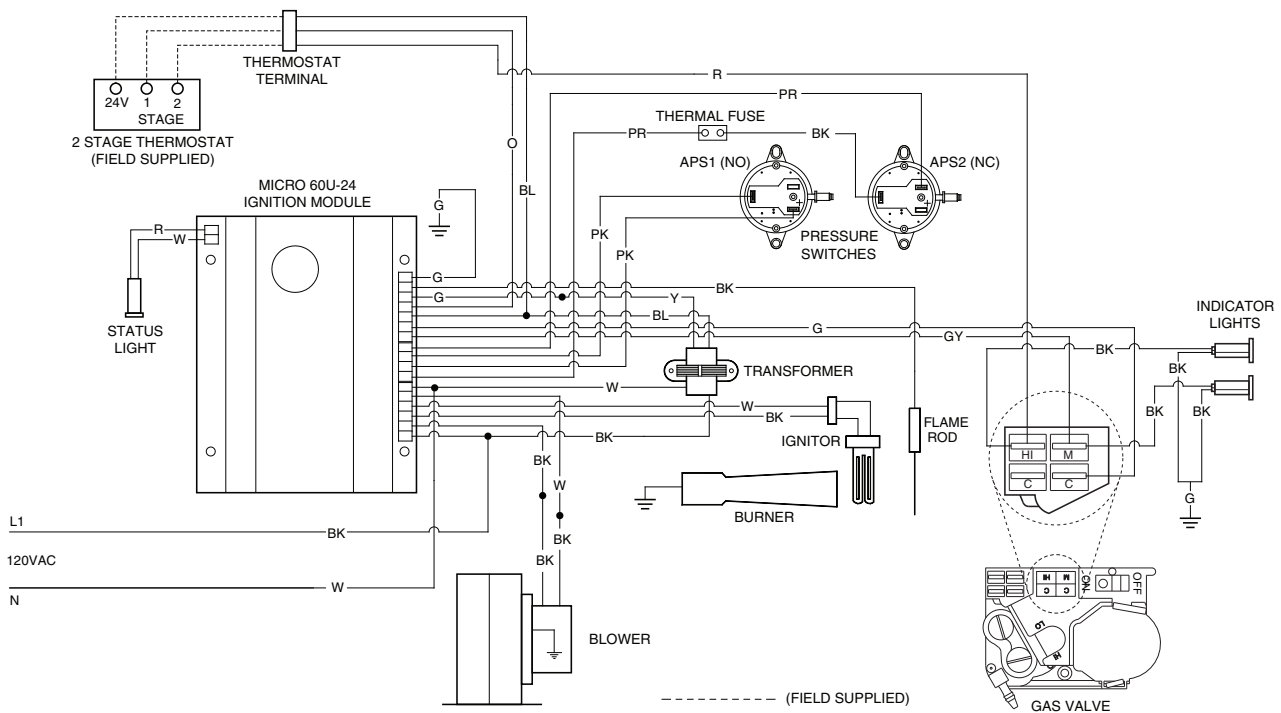 THERMOSTAT
TERMINAL
24V 1 2
STAGE
2 STAGE THERMOSTAT
(FIELD SUPPLIED)
R
PR
THERMAL FUSE
PR
BK
O
BL
APS1 (NO)
APS2 (NC)
MICRO 60U-24
IGNITION MODULE
G
R
W
STATUS
LIGHT
PK
PK
PRESSURE
SWITCHES
G
G
BK
Y
BL
G
GY
INDICATOR
LIGHTS
BK
BK
BK
BK
TRANSFORMER
W
W
BK
IGNITOR
BK
FLAME
ROD
HI M
C C
BK
W
BURNER
G
L1
BK
BK
BK
120VAC
W
N
BLOWER
HI M
C C
ON
OFF
LO
HI
(FIELD SUPPLIED)
GAS VALVE